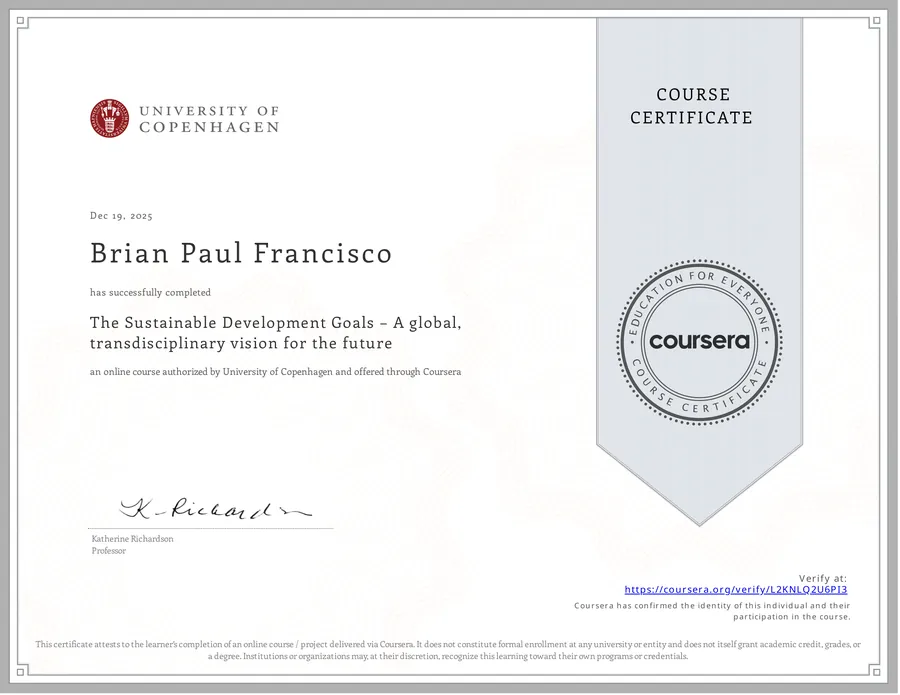 UNIVERSITY OF
COPENHAGEN
COURSE
CERTIFICATE
Dec 19, 2025
Brian Paul Francisco
has successfully completed
The Sustainable Development Goals – A global,
transdisciplinary vision for the future
an online course authorized by University of Copenhagen and offered through Coursera
EDUCATION FOR EVERYONE
coursera
COURSE CERTIFICATE
K Richardson
Katherine Richardson
Professor
Verify at:
https://coursera.org/verify/L2KNLQ2U6PI3
Coursera has confirmed the identity of this individual and their
participation in the course.
This certificate attests to the learner's completion of an online course / project delivered via Coursera. It does not constitute formal enrollment at any university or entity and does not itself grant academic credit, grades, or
a degree. Institutions or organizations may, at their discretion, recognize this learning toward their own programs or credentials.